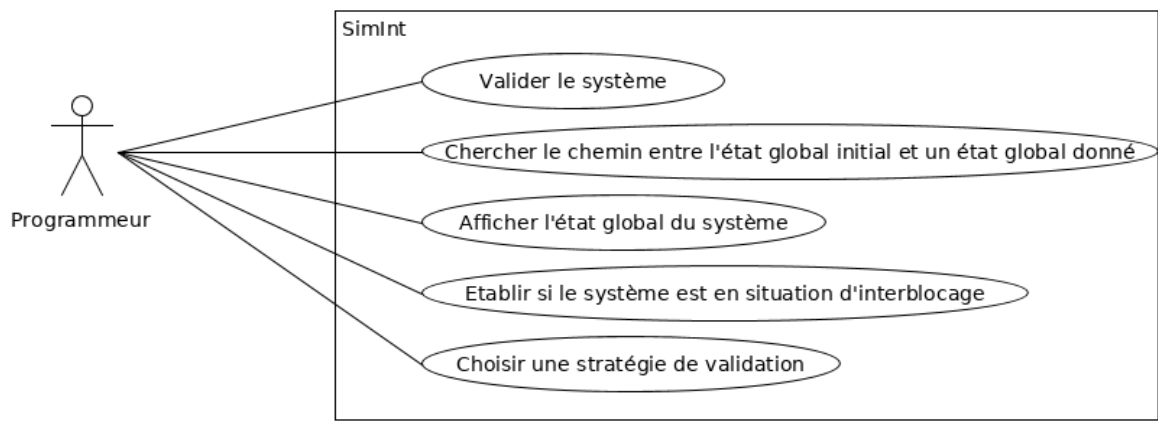 SimInt
Valider le système
Chercher le chemin entre l'état global initial et un état global donné
Programmeur
Afficher l'état global du système
Etablir si le système est en situation d'interblocage
Choisir une stratégie de validation